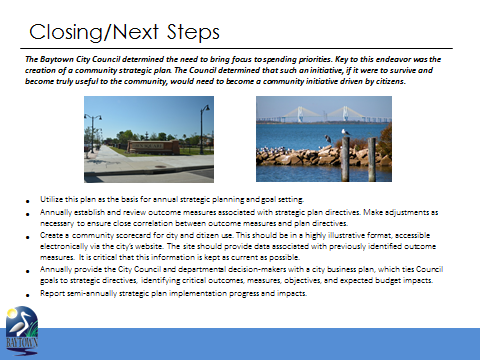 Closing/Next Steps
The Baytown City Council determined the need to bring focus to spending priorities. Key to this endeavor was the
creation of a community strategic plan. The Council determined that such an initiative, if it were to survive and
become truly useful to the community, would need to become a community initiative driven by citizens.
• Utilize this plan as the basis for annual strategic planning and goal setting.
• Annually establish and review outcome measures associated with strategic plan directives. Make adjustments as
necessary to ensure close correlation between outcome measures and plan directives.
• Create a community scorecard for city and citizen use. This should be in a highly illustrative format, accessible
electronically via the city's website. The site should provide data associated with previously identified outcome
measures. It is critical that this information is kept as current as possible.
• Annually provide the City Council and departmental decision-makers with a city business plan, which ties Council
goals to strategic directives, identifying critical outcomes, measures, objectives, and expected budget impacts.
• Report semi-annually strategic plan implementation progress and impacts.
BAYTOWN